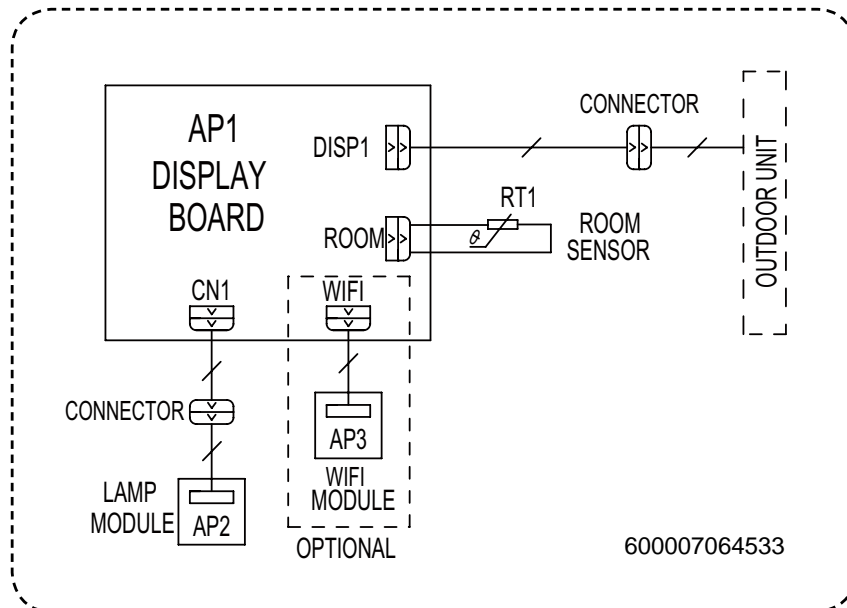 AP1
DISPLAY
BOARD
DISP1
CONNECTOR
OUTDOOR UNIT
ROOM
RT1
θ
ROOM
SENSOR
CN1
WIFI
CONNECTOR
AP3
WIFI
MODULE
LAMP
MODULE
AP2
OPTIONAL
600007064533